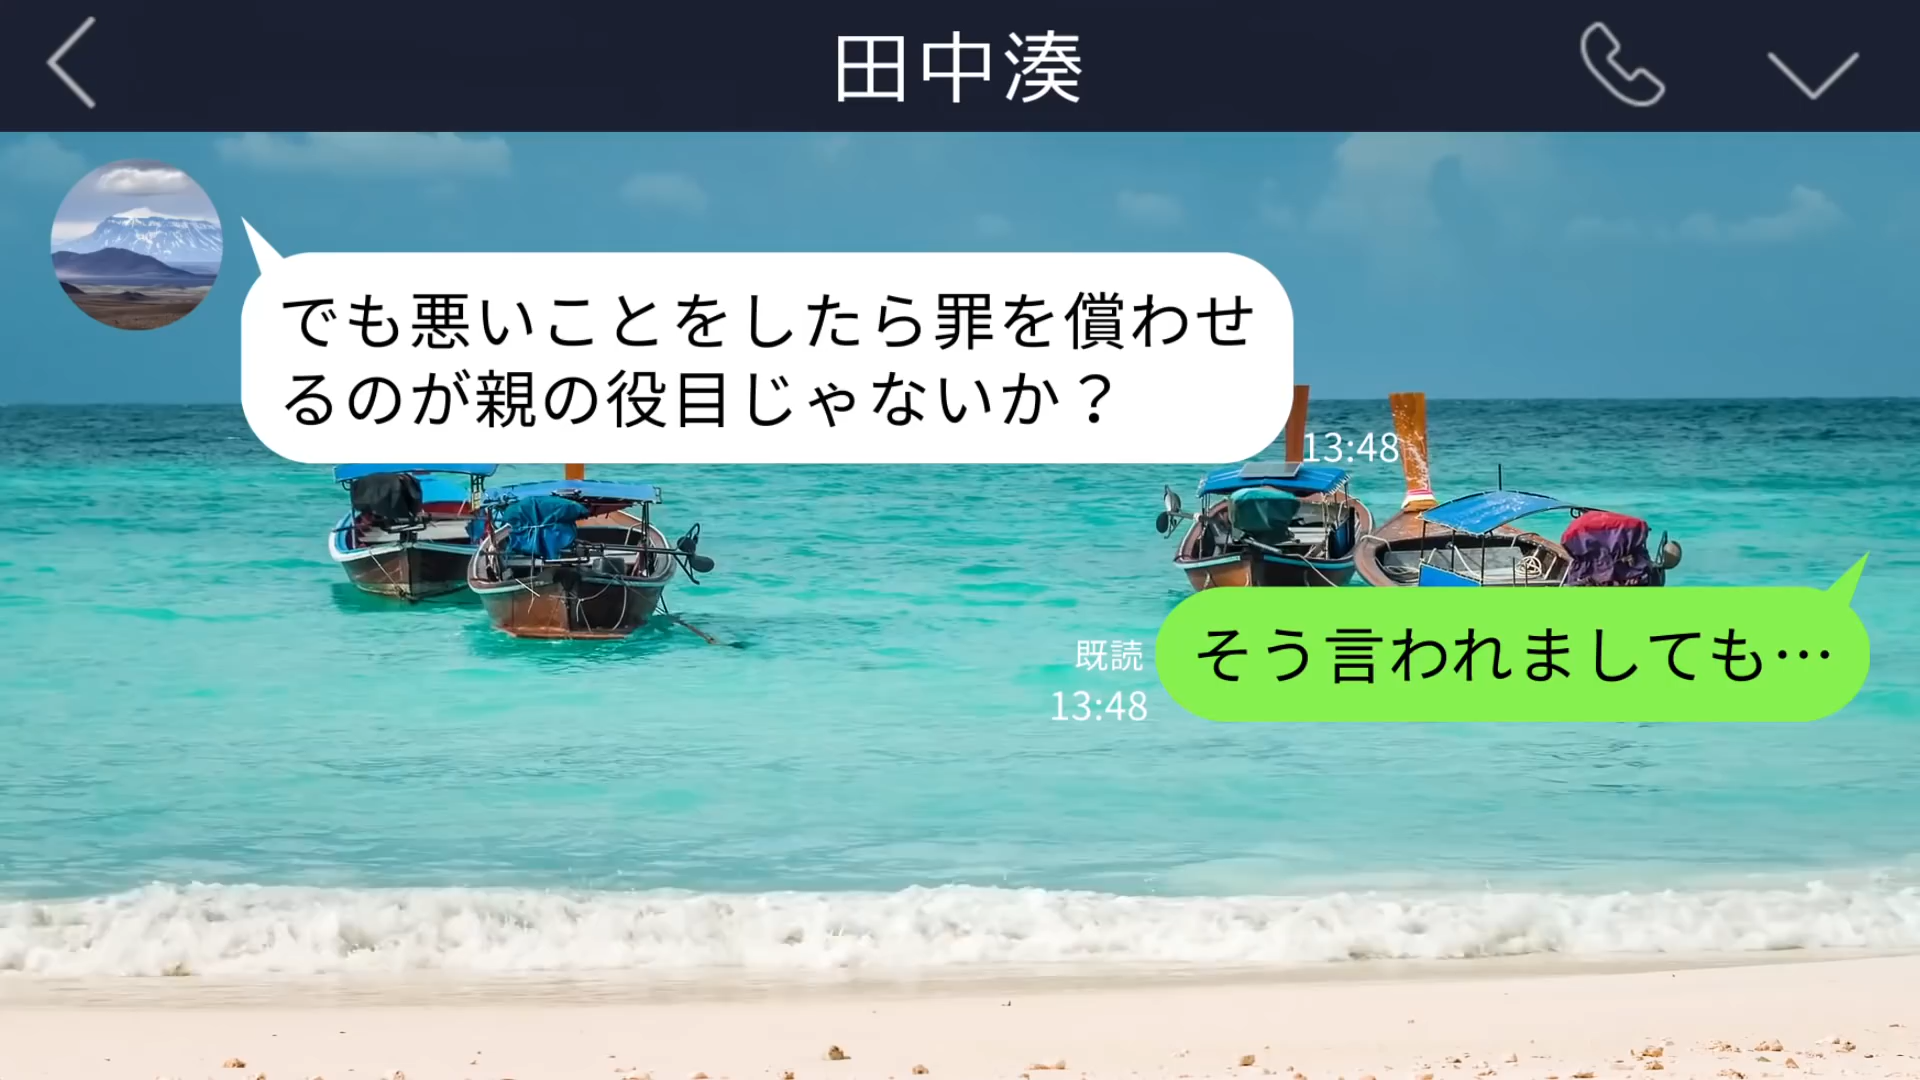 田中湊
でも悪いことをしたら罪を償わせ
るのが親の役目じゃないか？
13:48
そう言われましても…
既読
13:48